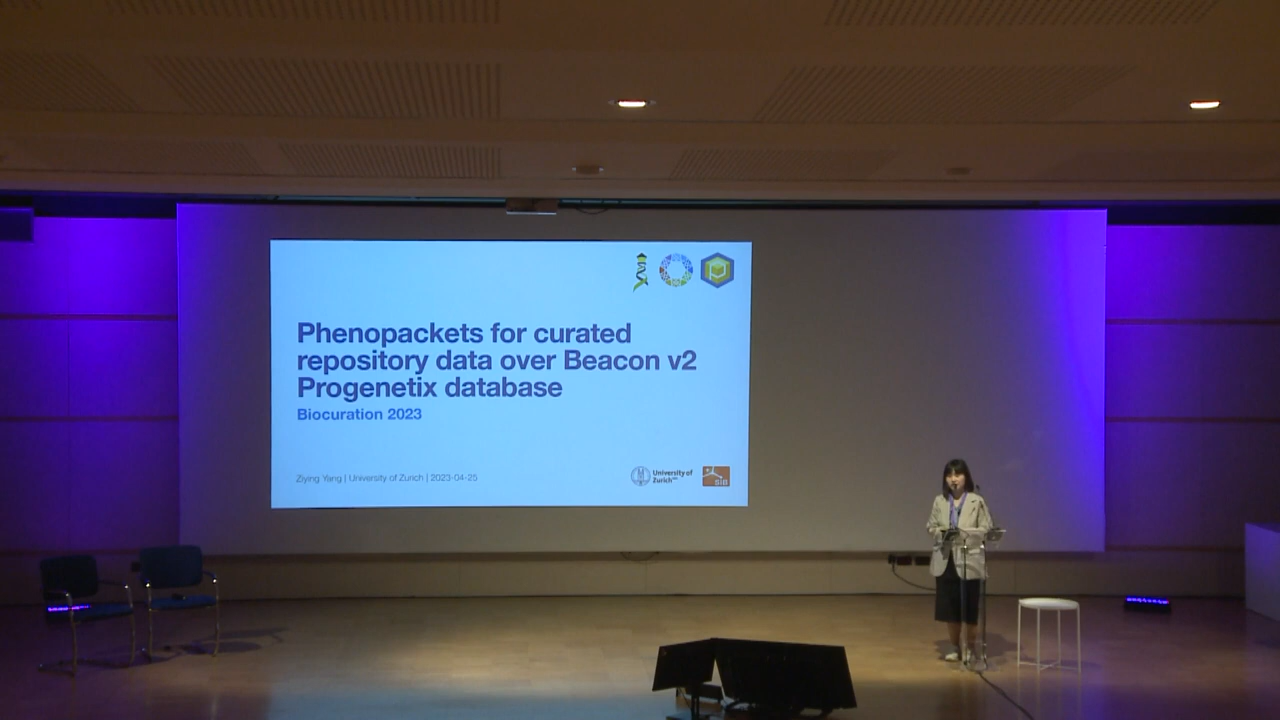 Phenopackets for curated
repository data over Beacon v2
Progenetix database
Biocuration 2023
Ziying Yang | University of Zurich | 2023-04-25
University of
Zurich
SIB